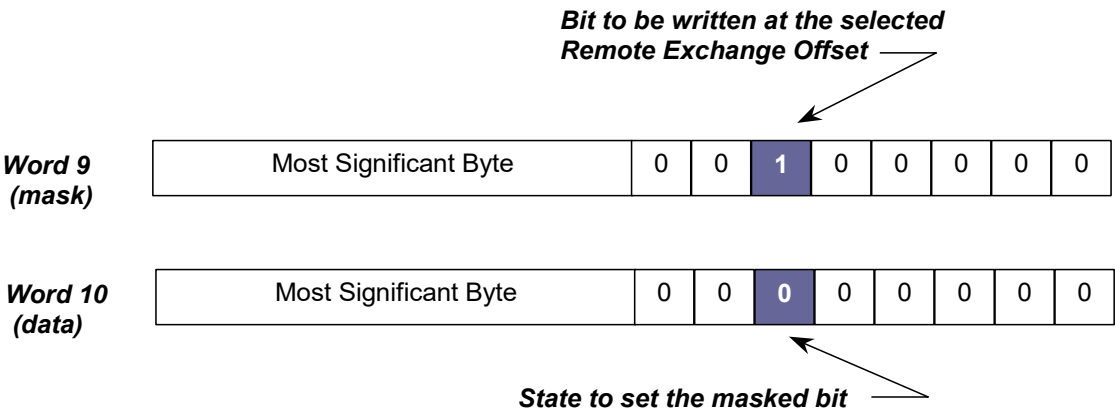 Bit to be written at the selected
Remote Exchange Offset
Word 9
(mask)
Most Significant Byte 0 0 1 0 0 0 0 0
Word 10
(data)
Most Significant Byte 0 0 0 0 0 0 0 0
State to set the masked bit